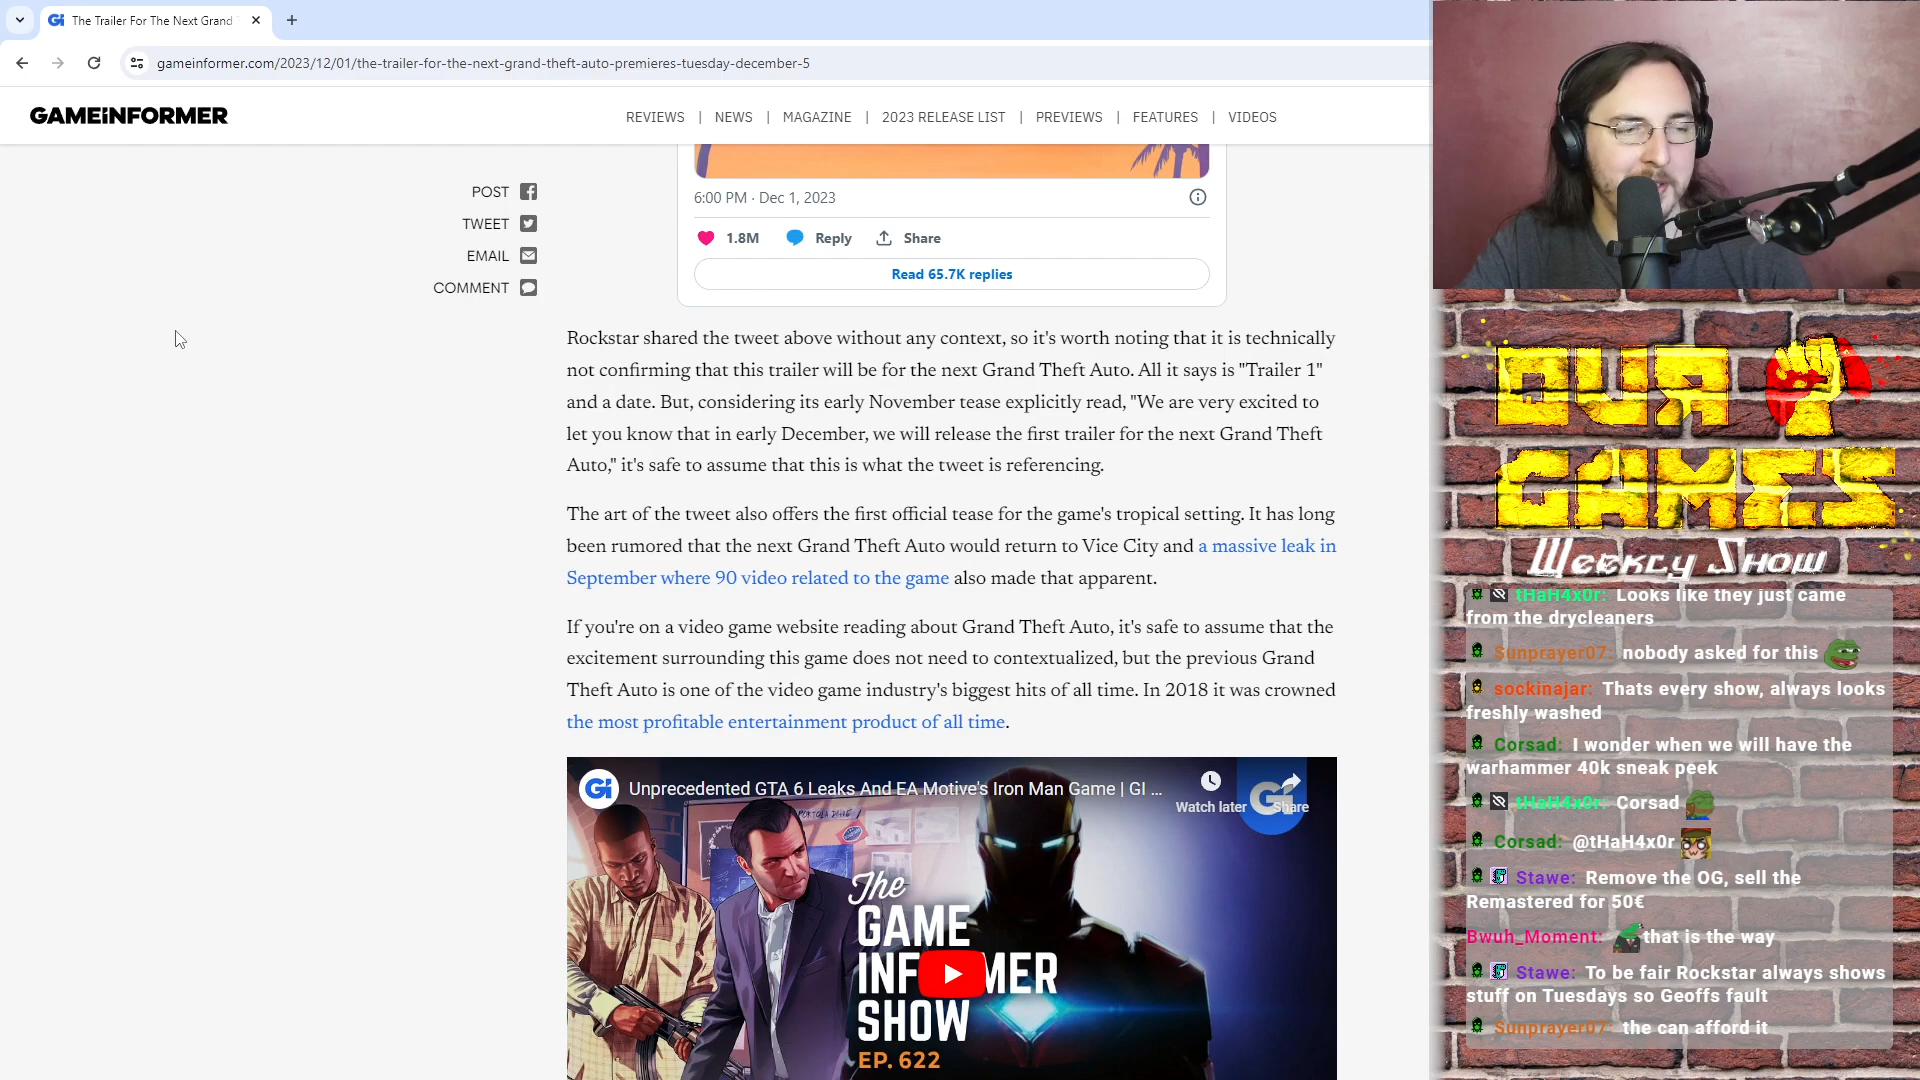 The Trailer For The Next Grand
gameinformer.com/2023/12/01/the-trailer-for-the-next-grand-theft-auto-premieres-tuesday-december-5
GAMEINFORMER
REVIEWS | NEWS | MAGAZINE | 2023 RELEASE LIST | PREVIEWS | FEATURES | VIDEOS
POST
TWEET
EMAIL
COMMENT
6:00 PM · Dec 1, 2023
1.8M Reply Share
Read 65.7K replies
Rockstar shared the tweet above without any context, so it's worth noting that it is technically
not confirming that this trailer will be for the next Grand Theft Auto. All it says is "Trailer 1"
and a date. But, considering its early November tease explicitly read, "We are very excited to
let you know that in early December, we will release the first trailer for the next Grand Theft
Auto," it's safe to assume that this is what the tweet is referencing.
The art of the tweet also offers the first official tease for the game's tropical setting. It has long
been rumored that the next Grand Theft Auto would return to Vice City and a massive leak in
September where 90 video related to the game also made that apparent.
If you're on a video game website reading about Grand Theft Auto, it's safe to assume that the
excitement surrounding this game does not need to contextualized, but the previous Grand
Theft Auto is one of the video game industry's biggest hits of all time. In 2018 it was crowned
the most profitable entertainment product of all time.
Gi Unprecedented GTA 6 Leaks And EA Motive's Iron Man Game | GI ...
Watch later Share
The
GAME
INFORMER
SHOW
EP. 622
OUR
GAMES
Weekly Show
tHaH4x0r: Looks like they just came
from the drycleaners
Sunprayer07: nobody asked for this
sockinajar: Thats every show, always looks
freshly washed
Corsad: I wonder when we will have the
warhammer 40k sneak peek
tHaH4x0r: Corsad
Corsad: @tHaH4x0r
Stawe: Remove the OG, sell the
Remastered for 50€
Bwuh_Moment: that is the way
Stawe: To be fair Rockstar always shows
stuff on Tuesdays so Geoffs fault
Sunprayer07: the can afford it